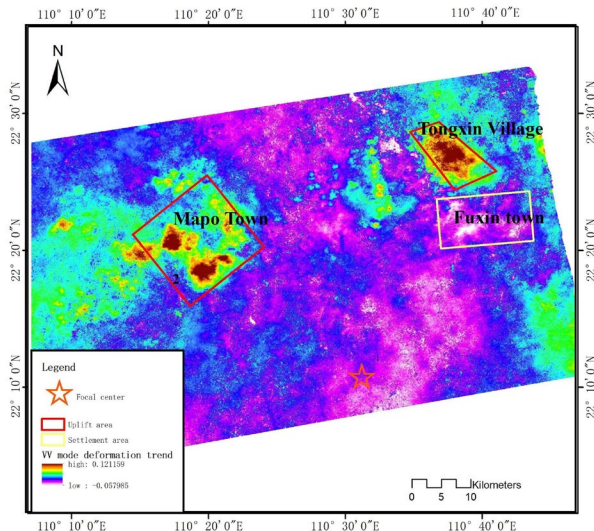 110° 10′ 0″E
110° 20′ 0″E
110° 30′ 0″E
110° 40′ 0″E
N
22° 30′ 0″N
22° 30′ 0″N
Tongxin Village
Mapo Town
Fuxin town
22° 20′ 0″N
22° 20′ 0″N
2
22° 10′ 0″N
22° 10′ 0″N
Legend
Focal center
Uplift area
Settlement area
VV mode deformation trend
high: 0.121159
low : -0.057985
Kilometers
0 5 10
110° 10′ 0″E
110° 20′ 0″E
110° 30′ 0″E
110° 40′ 0″E